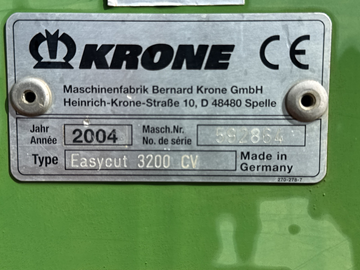 KRONE CE
Maschinenfabrik Bernard Krone GmbH
Heinrich-Krone-Straße 10, D 48480 Spelle
Jahr 2004 Masch.Nr.
Année No. de série
Type Easycut 3200 CV Made in
Germany